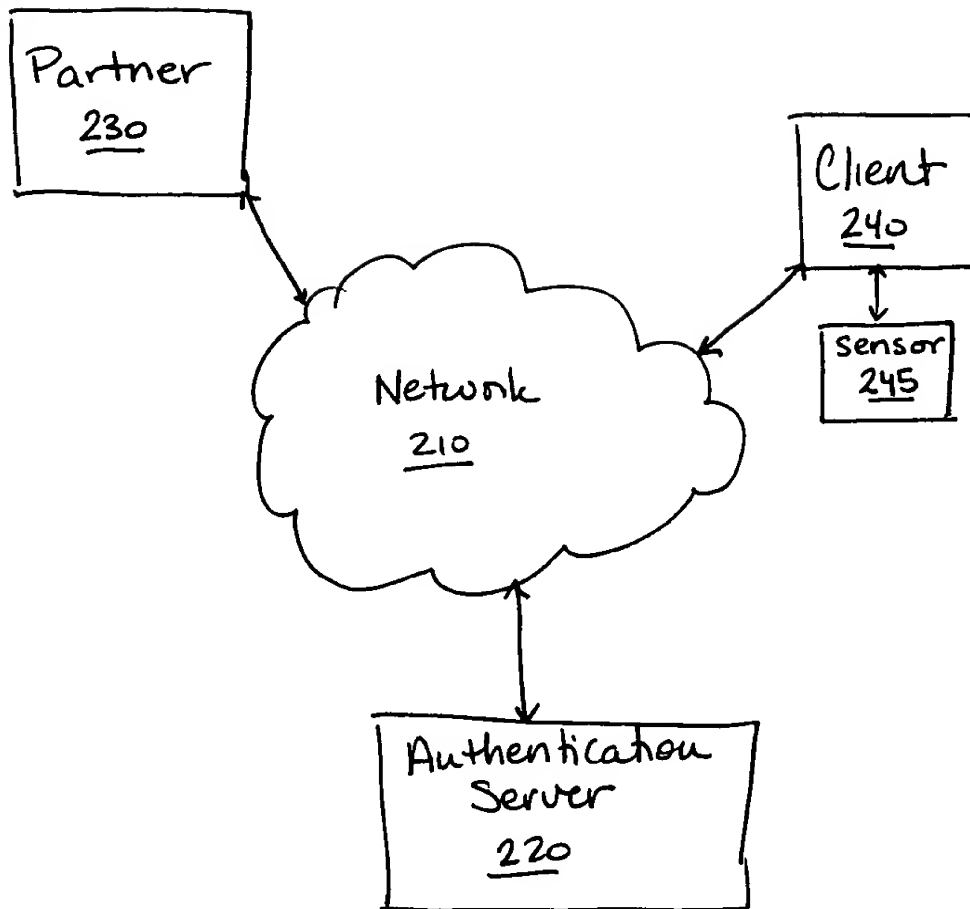 Partner
230
Client
240
sensor
245
Network
210
Authentication
Server
220